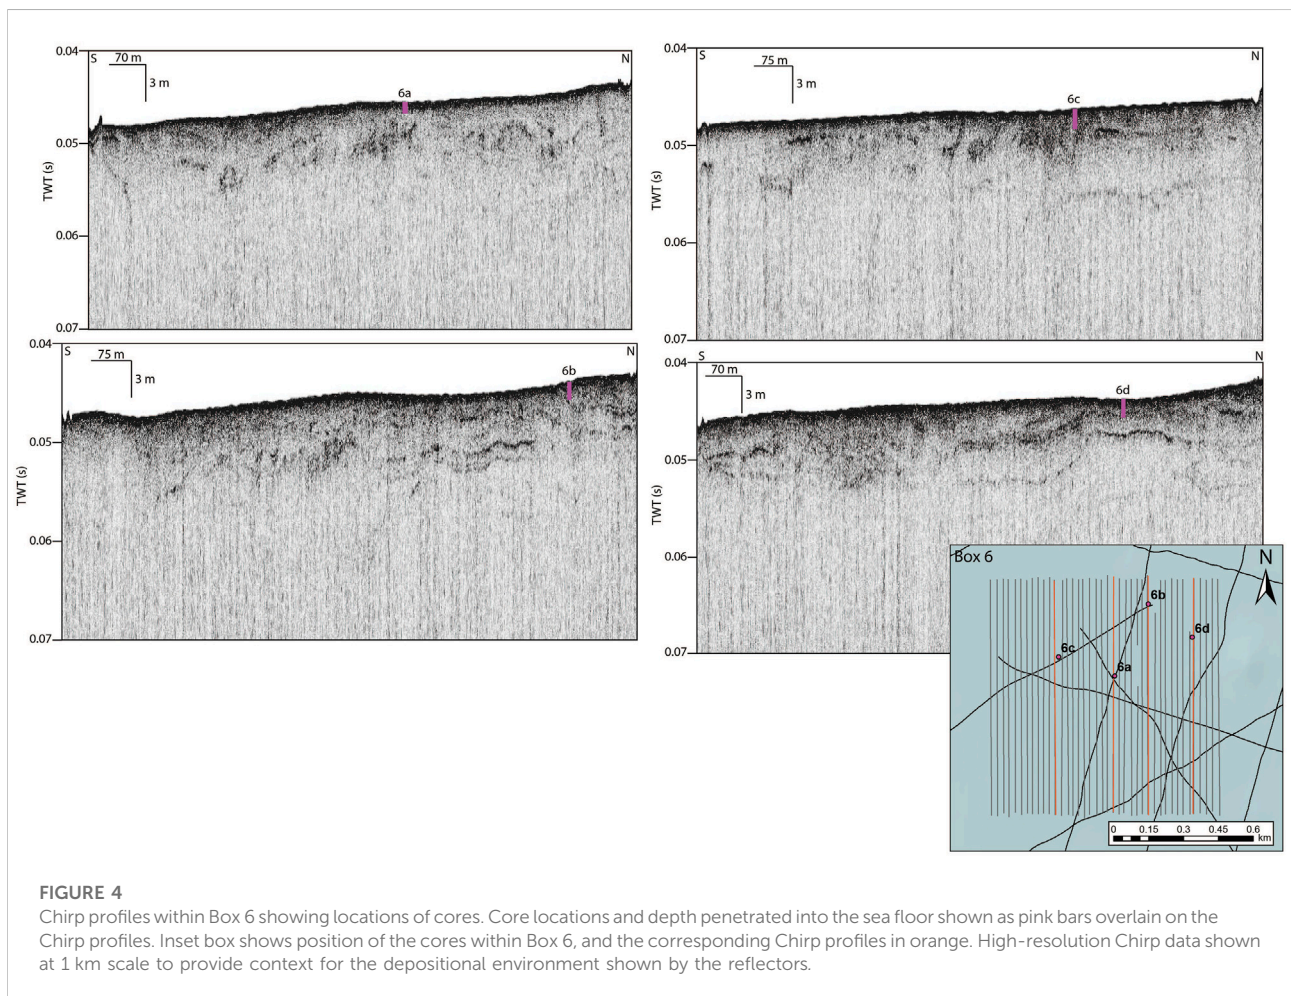 0.04
S
70 m
N
3 m
6a
0.05
TWT (s)
0.06
0.07
0.04
S
75 m
N
3 m
6c
0.05
TWT (s)
0.06
0.07
0.04
S
75 m
N
3 m
6b
0.05
TWT (s)
0.06
0.07
0.04
S
70 m
N
3 m
6d
0.05
TWT (s)
0.06
0.07
Box 6
N
6b
6d
6c
6a
0 0.15 0.3 0.45 0.6
km
FIGURE 4
Chirp profiles within Box 6 showing locations of cores. Core locations and depth penetrated into the sea floor shown as pink bars overlain on the
Chirp profiles. Inset box shows position of the cores within Box 6, and the corresponding Chirp profiles in orange. High-resolution Chirp data shown
at 1 km scale to provide context for the depositional environment shown by the reflectors.